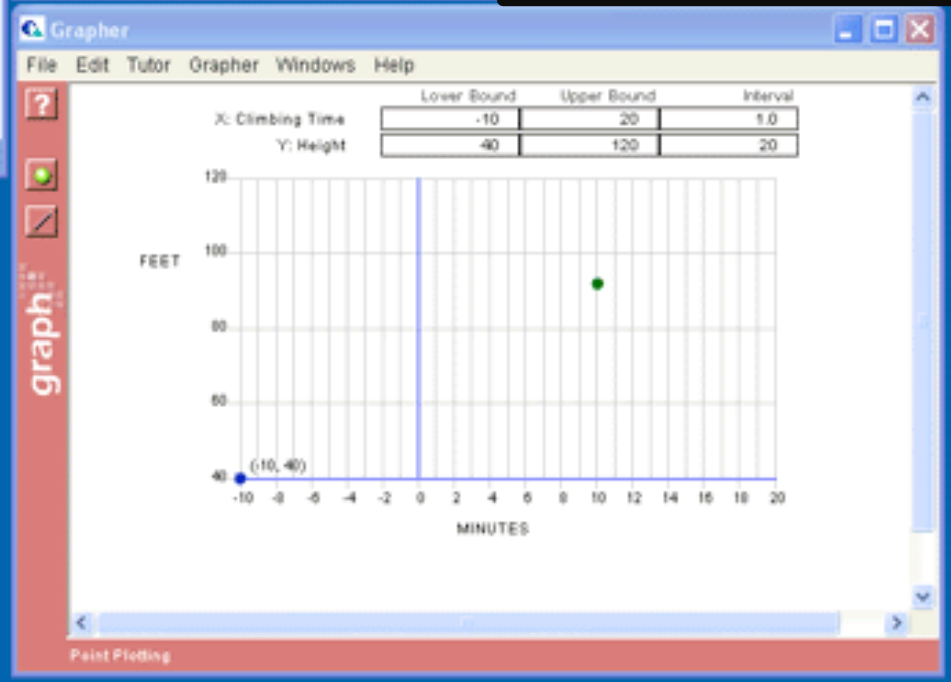 Grapher
File Edit Tutor Grapher Windows Help
?
Lower Bound Upper Bound Interval
X: Climbing Time -10 20 1.0
Y: Height 40 120 20
120
100
FEET
80
60
40
(-10, 40)
-10 -8 -6 -4 -2 0 2 4 6 8 10 12 14 16 18 20
MINUTES
graph
Point Plotting